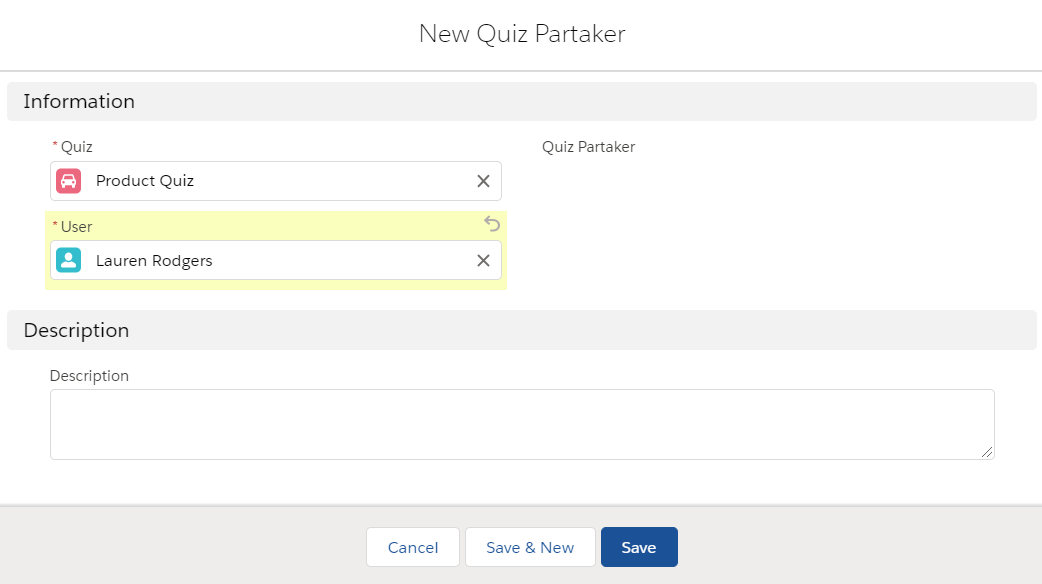 New Quiz Partaker
Information
* Quiz
Quiz Partaker
Product Quiz
* User
Lauren Rodgers
Description
Description
Cancel
Save & New
Save